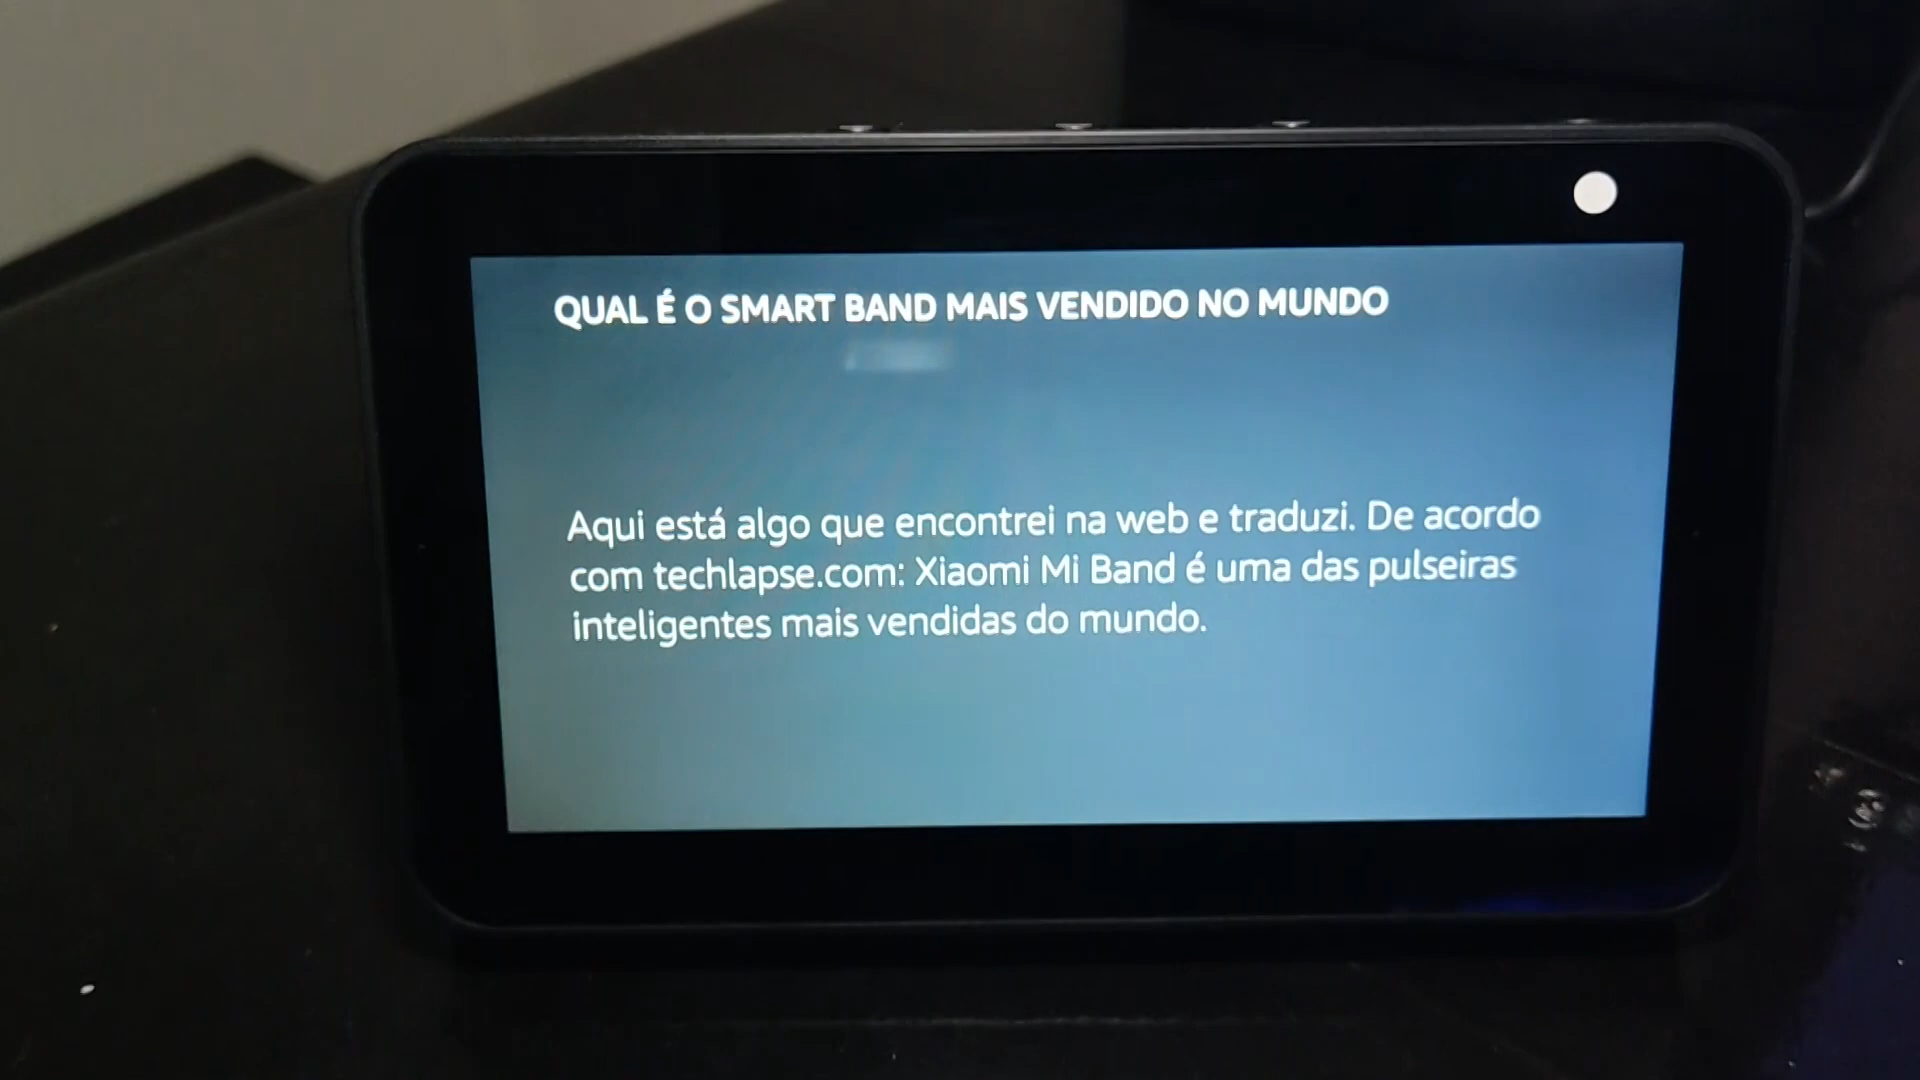 QUAL É O SMART BAND MAIS VENDIDO NO MUNDO
Aqui está algo que encontrei na web e traduzi. De acordo
com techlapse.com: Xiaomi Mi Band é uma das pulseiras
inteligentes mais vendidas do mundo.